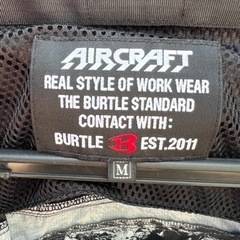 AIRCRAFT
REAL STYLE OF WORK WEAR
THE BURTLE STANDARD
CONTACT WITH:
BURTLE B EST.2011
M